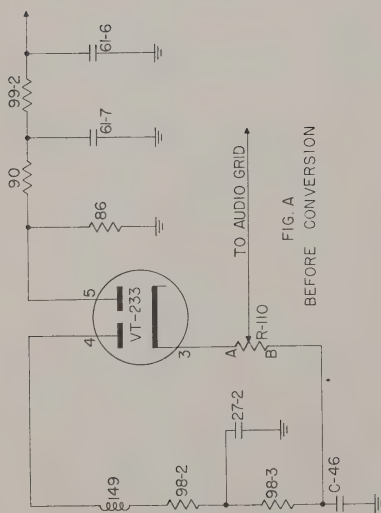 99-2
61-6
90
61-7
86
5
4
VT-233
3
A
R-110
B
TO AUDIO GRID
149
98-2
27-2
98-3
C-46
FIG. A
BEFORE CONVERSION